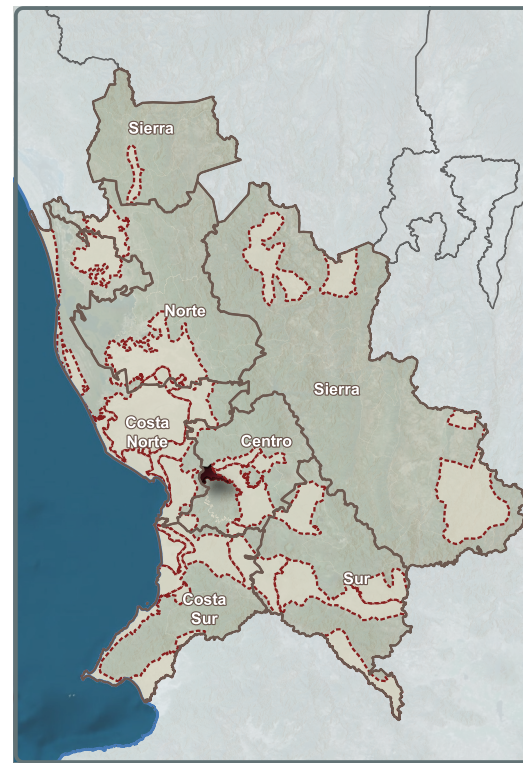 Sierra
Norte
Sierra
Costa
Norte
Centro
Sur
Costa
Sur